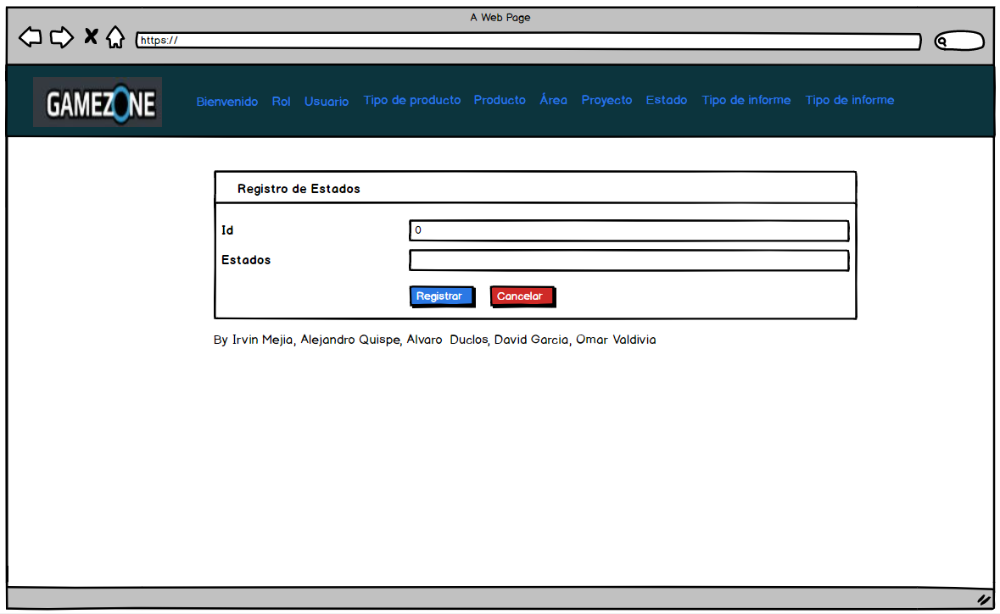 A Web Page
https://
GAMEZONE
Bienvenido Rol Usuario Tipo de producto Producto Área Proyecto Estado Tipo de informe Tipo de informe
Registro de Estados
Id 0
Estados
Registrar Cancelar
By Irvin Mejia, Alejandro Quispe, Alvaro Duclos, David Garcia, Omar Valdivia